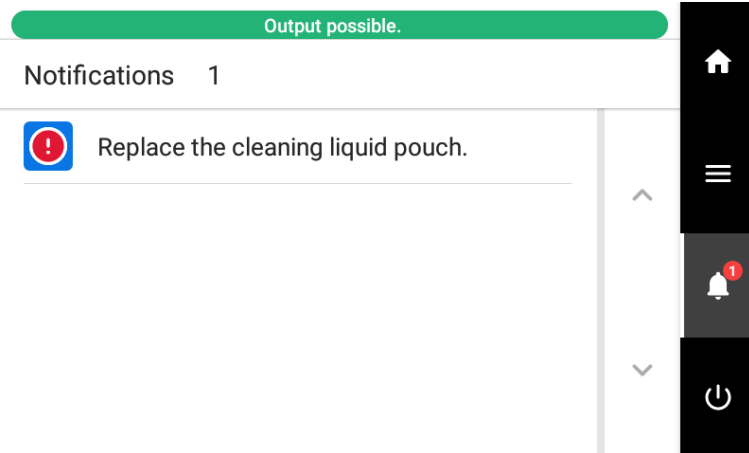 Output possible.
Notifications 1
Replace the cleaning liquid pouch.
1